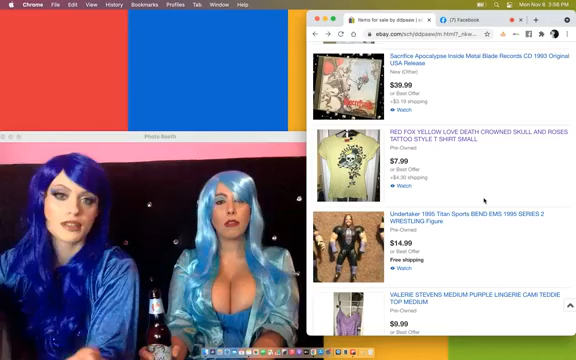 Chrome File Edit View History Bookmarks Profiles Tab Window Help
Mon Nov 8 3:56 PM
Items for sale by ddpaaw
(7) Facebook
ebay.com/sch/ddpaaw/m.html?_nkw...
Sacrifice Apocalypse Inside Metal Blade Records CD 1993 Original
USA Release
New (Other)
$39.99
or Best Offer
+$3.19 shipping
Watch
RED FOX YELLOW LOVE DEATH CROWNED SKULL AND ROSES
TATTOO STYLE T SHIRT SMALL
Pre-Owned
$7.99
or Best Offer
+$4.30 shipping
Watch
Photo Booth
Undertaker 1995 Titan Sports BEND EMS 1995 SERIES 2
WRESTLING Figure
Pre-Owned
$14.99
or Best Offer
Free shipping
Watch
VALERIE STEVENS MEDIUM PURPLE LINGERIE CAMI TEDDIE
TOP MEDIUM
Pre-Owned
$9.99
or Best Offer